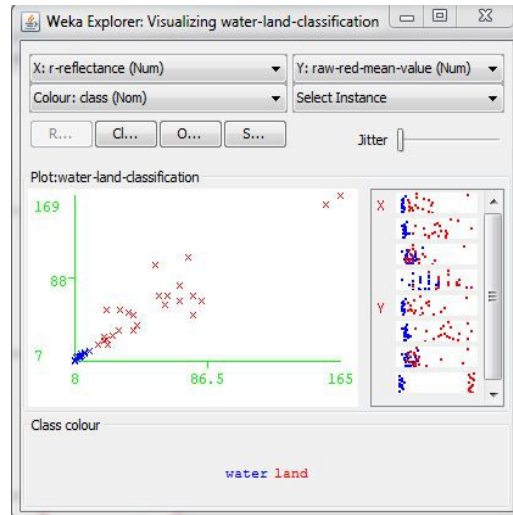 Weka Explorer: Visualizing water-land-classification
X: r-reflectance (Num) Y: raw-red-mean-value (Num)
Colour: class (Nom) Select Instance
R... Cl... O... S... Jitter
Plot:water-land-classification
169
88
7
8 86.5 165
X
Y
Class colour
water land